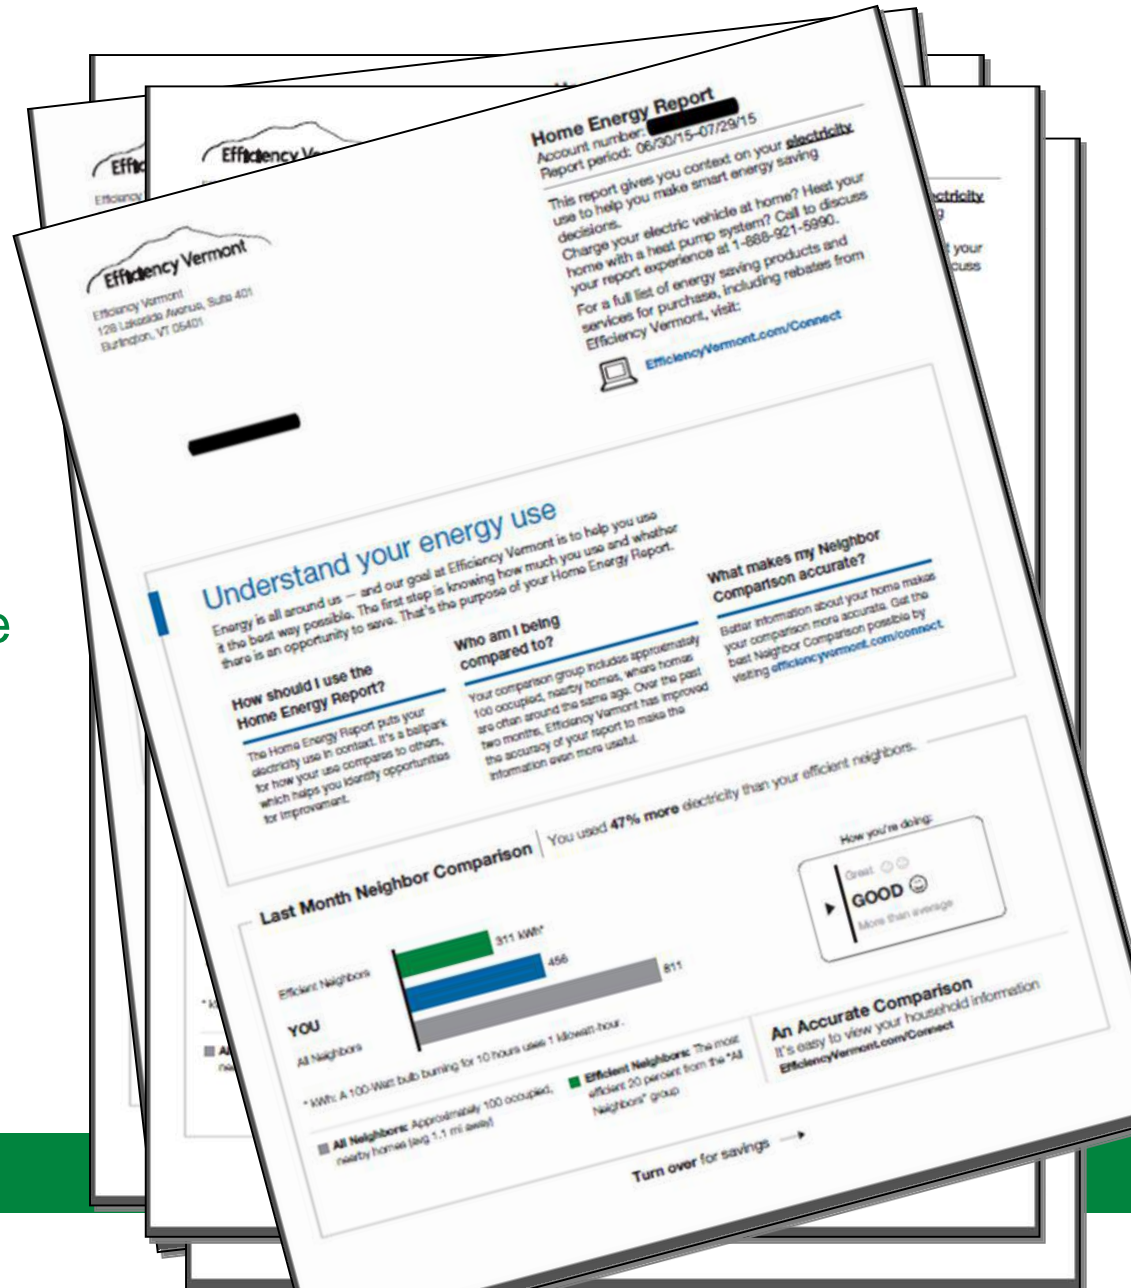 Home Energy Report
Account number:
Report period: 06/30/15–07/29/15
This report gives you context on your electricity
use to help you make smart energy saving
decisions.
Charge your electric vehicle at home? Heat your
home with a heat pump system? Call to discuss
your report experience at 1-888-921-5990.
For a full list of energy saving products and
services for purchase, including rebates from
Efficiency Vermont, visit:
EfficiencyVermont.com/Connect
Efficiency Vermont
Efficiency Vermont
128 Lakeside Avenue, Suite 401
Burlington, VT 05401
Understand your energy use
Energy is all around us — and our goal at Efficiency Vermont is to help you use
it the best way possible. The first step is knowing how much you use and whether
there is an opportunity to save. That's the purpose of your Home Energy Report.
How should I use the
Home Energy Report?
The Home Energy Report puts your
electricity use in context. It's a ballpark
for how your use compares to others,
which helps you identify opportunities
for improvement.
Who am I being
compared to?
Your comparison group includes approximately
100 occupied, nearby homes, where homes
are often around the same age. Over the past
two months, Efficiency Vermont has improved
the accuracy of your report to make the
information even more useful.
What makes my Neighbor
Comparison accurate?
Better information about your home makes
your comparison more accurate. Get the
best Neighbor Comparison possible by
visiting efficiencyvermont.com/connect.
Last Month Neighbor Comparison | You used 47% more electricity than your efficient neighbors.
Efficient Neighbors 311 kWh*
YOU 456
All Neighbors 811
How you're doing:
Great
GOOD
More than average
* kWh: A 100-Watt bulb burning for 10 hours uses 1 kilowatt-hour.
All Neighbors: Approximately 100 occupied,
nearby homes (avg 1.1 mi away)
Efficient Neighbors: The most
efficient 20 percent from the "All
Neighbors" group
An Accurate Comparison
It's easy to view your household information
EfficiencyVermont.com/Connect
Turn over for savings